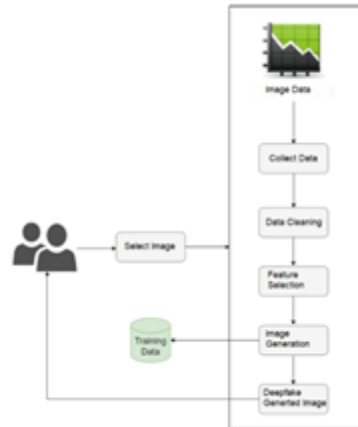 Image Data
Collect Data
Data Cleaning
Select Image
Feature
Selection
Training
Data
Image
Generation
Deepfake
Generted Image